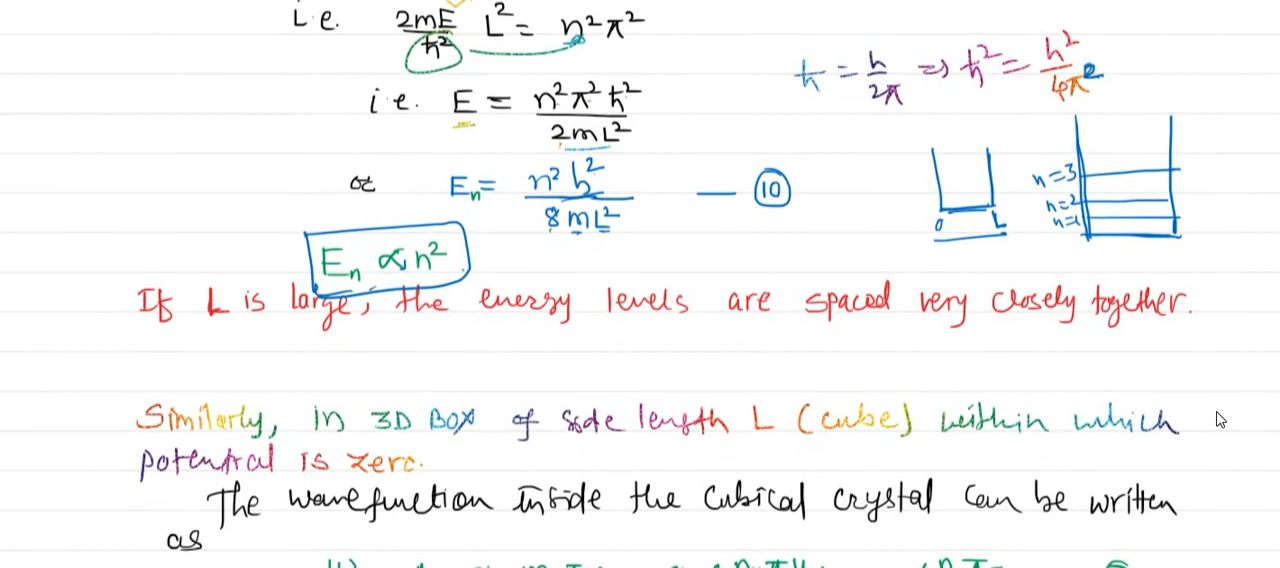 i.e. 2mE/ħ² L² = n²π²
ħ = h/2π ⇒ ħ² = h²/4π²
i.e. E = n²π²ħ²/2mL²
or Eₙ = n²h²/8mL² — ⑩
n=3
n=2
n=1
0 L
Eₙ ∝ n²
If L is large, the energy levels are spaced very closely together.
Similarly, in 3D Box of side length L (cube) within which
potential is zero.
The wavefunction inside the cubical crystal can be written
as